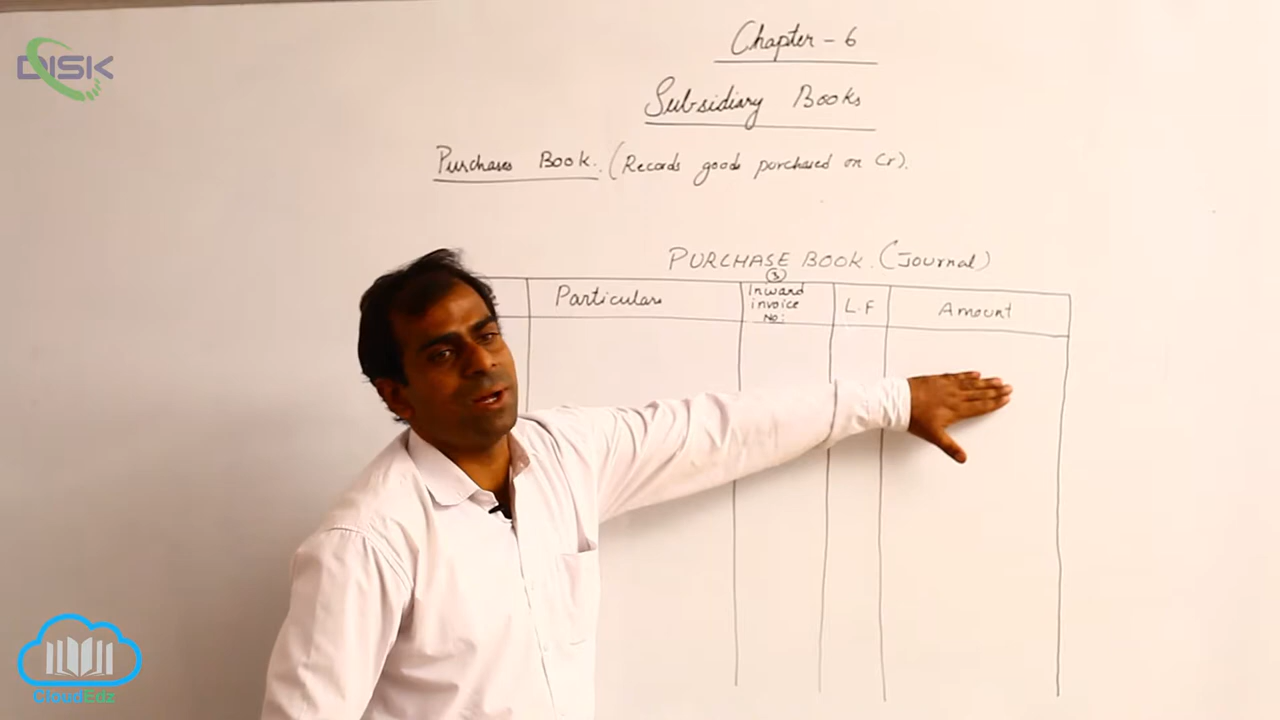 DISK
Chapter - 6
Subsidiary Books
Purchases Book. (Records goods purchased on Cr).
PURCHASE BOOK. (Journal)
3
Particulars Inward invoice No: L.F Amount
CloudEdz